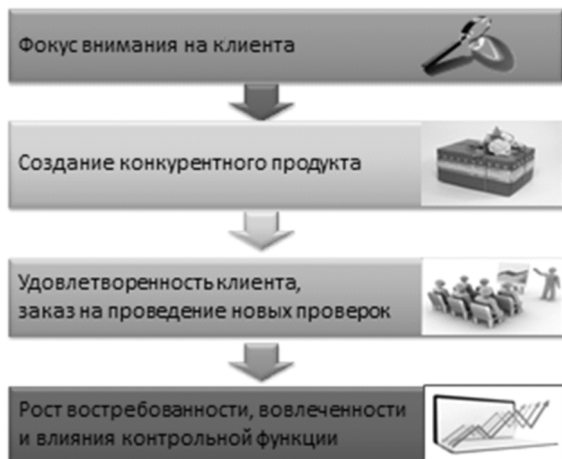 Фокус внимания на клиента
Создание конкурентного продукта
Удовлетворенность клиента,
заказ на проведение новых проверок
Рост востребованности, вовлеченности
и влияния контрольной функции